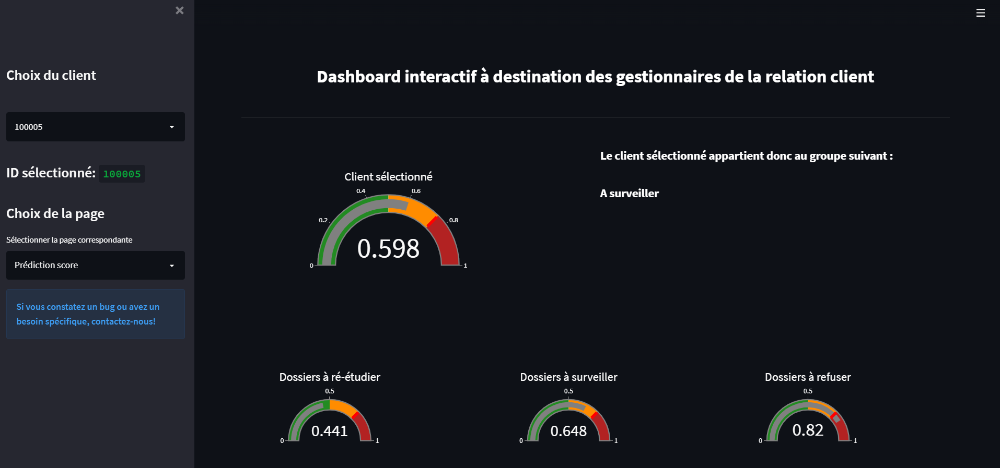 Choix du client
100005
ID sélectionné: 100005
Choix de la page
Sélectionner la page correspondante
Prédiction score
Si vous constatez un bug ou avez un
besoin spécifique, contactez-nous!
Dashboard interactif à destination des gestionnaires de la relation client
Client sélectionné
0
0.2
0.4
0.6
0.8
1
0.598
Le client sélectionné appartient donc au groupe suivant :
A surveiller
Dossiers à ré-étudier
0
0.5
1
0.441
Dossiers à surveiller
0
0.5
1
0.648
Dossiers à refuser
0
0.5
1
0.82